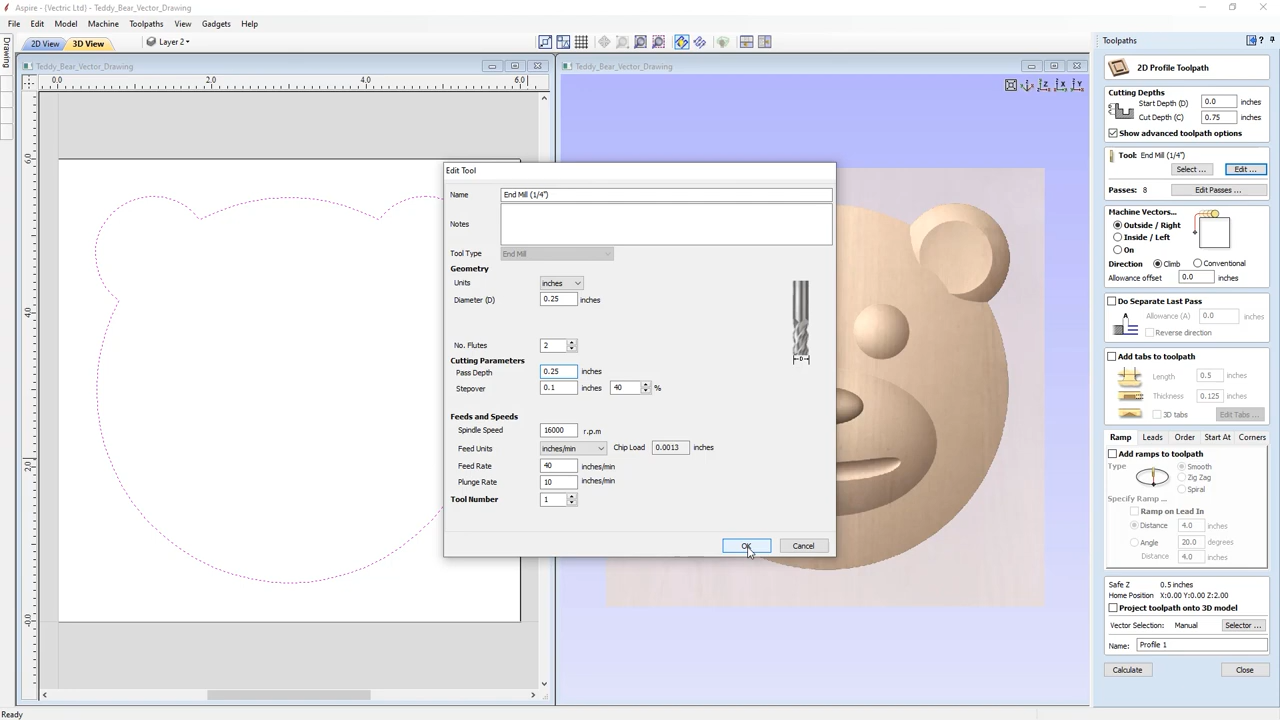 Aspire - {Vectric Ltd} - Teddy_Bear_Vector_Drawing
File Edit Model Machine Toolpaths View Gadgets Help
2D View 3D View Layer 2
Drawing
Teddy_Bear_Vector_Drawing
0.0 2.0 4.0 6.0
6.0
4.0
2.0
-0.0
Teddy_Bear_Vector_Drawing
Z X Y
Edit Tool
Name End Mill (1/4")
Notes
Tool Type End Mill
Geometry
Units inches
Diameter (D) 0.25 inches
D
No. Flutes 2
Cutting Parameters
Pass Depth 0.25 inches
Stepover 0.1 inches 40 %
Feeds and Speeds
Spindle Speed 16000 r.p.m
Feed Units inches/min Chip Load 0.0013 inches
Feed Rate 40 inches/min
Plunge Rate 10 inches/min
Tool Number 1
OK Cancel
Toolpaths
2D Profile Toolpath
Cutting Depths
Start Depth (D) 0.0 inches
Cut Depth (C) 0.75 inches
Show advanced toolpath options
Tool: End Mill (1/4")
Select ... Edit ...
Passes: 8 Edit Passes ...
Machine Vectors...
Outside / Right
Inside / Left
On
Direction Climb Conventional
Allowance offset 0.0 inches
Do Separate Last Pass
A Allowance (A) 0.0 inches
Reverse direction
Add tabs to toolpath
Length 0.5 inches
Thickness 0.125 inches
3D tabs Edit Tabs ...
Ramp Leads Order Start At Corners
Add ramps to toolpath
Type Smooth
Zig Zag
Spiral
Specify Ramp ...
Ramp on Lead In
Distance 4.0 inches
Angle 20.0 degrees
Distance 4.0 inches
Safe Z 0.5 inches
Home Position X:0.00 Y:0.00 Z:2.00
Project toolpath onto 3D model
Vector Selection: Manual Selector ...
Name: Profile 1
Calculate Close
Ready